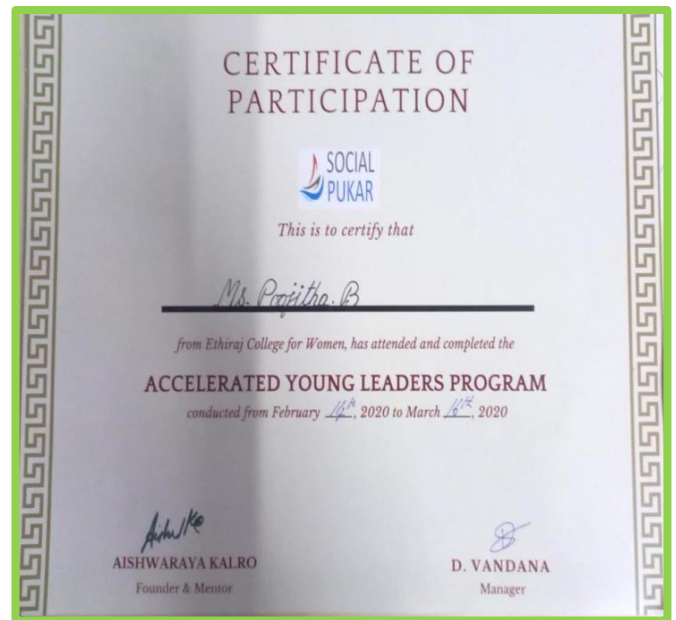 CERTIFICATE OF
PARTICIPATION
SOCIAL
PUKAR
This is to certify that
Ms. Projitha. B
from Ethiraj College for Women, has attended and completed the
ACCELERATED YOUNG LEADERS PROGRAM
conducted from February 14th, 2020 to March 16th, 2020
AISHWARAYA KALRO
D. VANDANA
Founder & Mentor
Manager